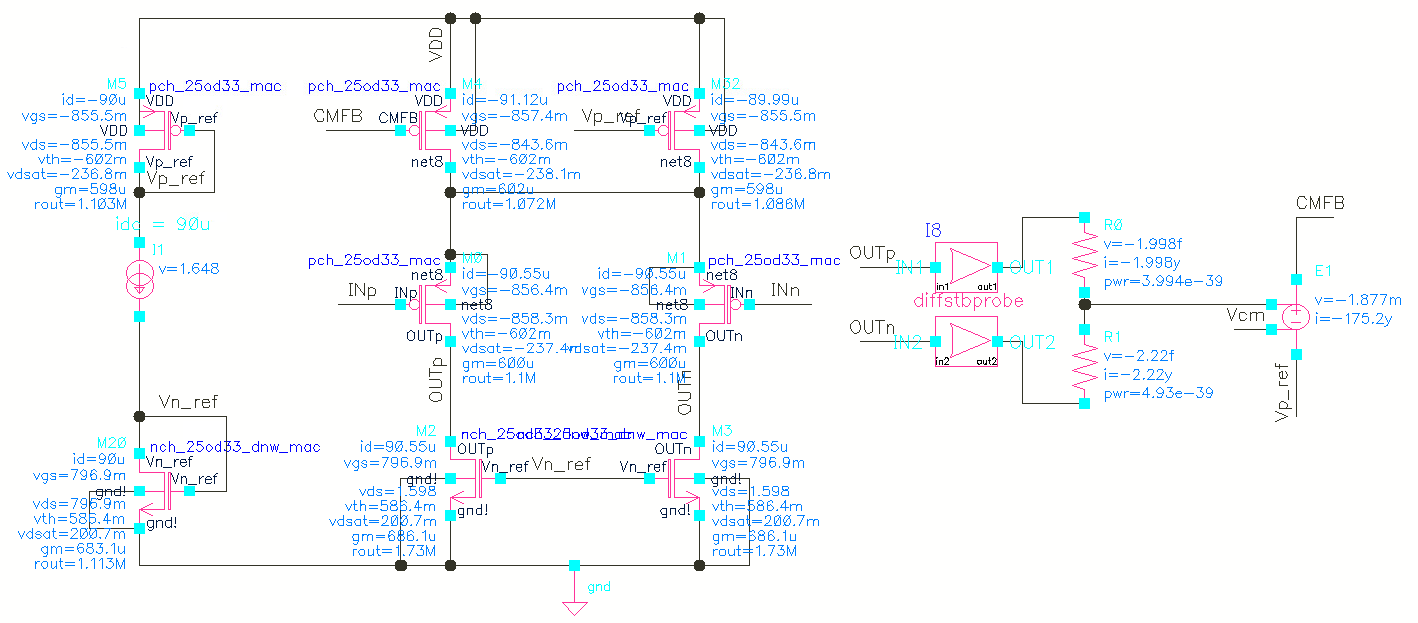 VDD
M5
pch_25od33_mac
id=-90u
VDD
vgs=-855.5m
Vp_ref
VDD
vds=-855.5m
vth=-602m
Vp_ref
vdsat=-236.8m
Vp_ref
gm=598u
rout=1.103M
idc = 90u
I1
v=1.648
Vn_ref
M20
nch_25od33_dnw_mac
id=90u
Vn_ref
vgs=796.9m
Vn_ref
gnd!
vds=796.9m
vth=586.4m
gnd!
vdsat=200.7m
gm=683.1u
rout=1.113M
pch_25od33_mac
M4
VDD
id=-91.12u
CMFB
CMFB
vgs=-857.4m
VDD
vds=-843.6m
net8
vth=-602m
vdsat=-238.1m
gm=602u
rout=1.072M
pch_25od33_mac
M32
VDD
id=-89.99u
Vp_ref
Vp_ref
vgs=-855.5m
VDD
vds=-843.6m
net8
vth=-602m
vdsat=-236.8m
gm=598u
rout=1.086M
pch_25od33_mac
M0
net8
id=-90.55u
INp
INp
vgs=-856.4m
net8
vds=-858.3m
vth=-602m
OUTp
vdsat=-237.4m
gm=600u
rout=1.1M
OUTp
M1
pch_25od33_mac
id=-90.55u
net8
vgs=-856.4m
INn
INn
net8
vds=-858.3m
vth=-602m
OUTn
vdsat=-237.4m
gm=600u
rout=1.1M
OUTn
M2
id=90.55u
OUTp
vgs=796.9m
Vn_ref
Vn_ref
gnd!
vds=1.598
vth=586.4m
gnd!
vdsat=200.7m
gm=686.1u
rout=1.73M
M3
id=90.55u
OUTn
vgs=796.9m
Vn_ref
gnd!
vds=1.598
vth=586.4m
gnd!
vdsat=200.7m
gm=686.1u
rout=1.73M
gnd
I8
OUTp
IN1
OUT1
in1
out1
diffstbprobe
OUTn
IN2
OUT2
in2
out2
R0
v=-1.998f
i=-1.998y
pwr=3.994e-39
R1
v=-2.22f
i=-2.22y
pwr=4.93e-39
CMFB
E1
v=-1.877m
Vcm
i=-175.2y
Vp_ref